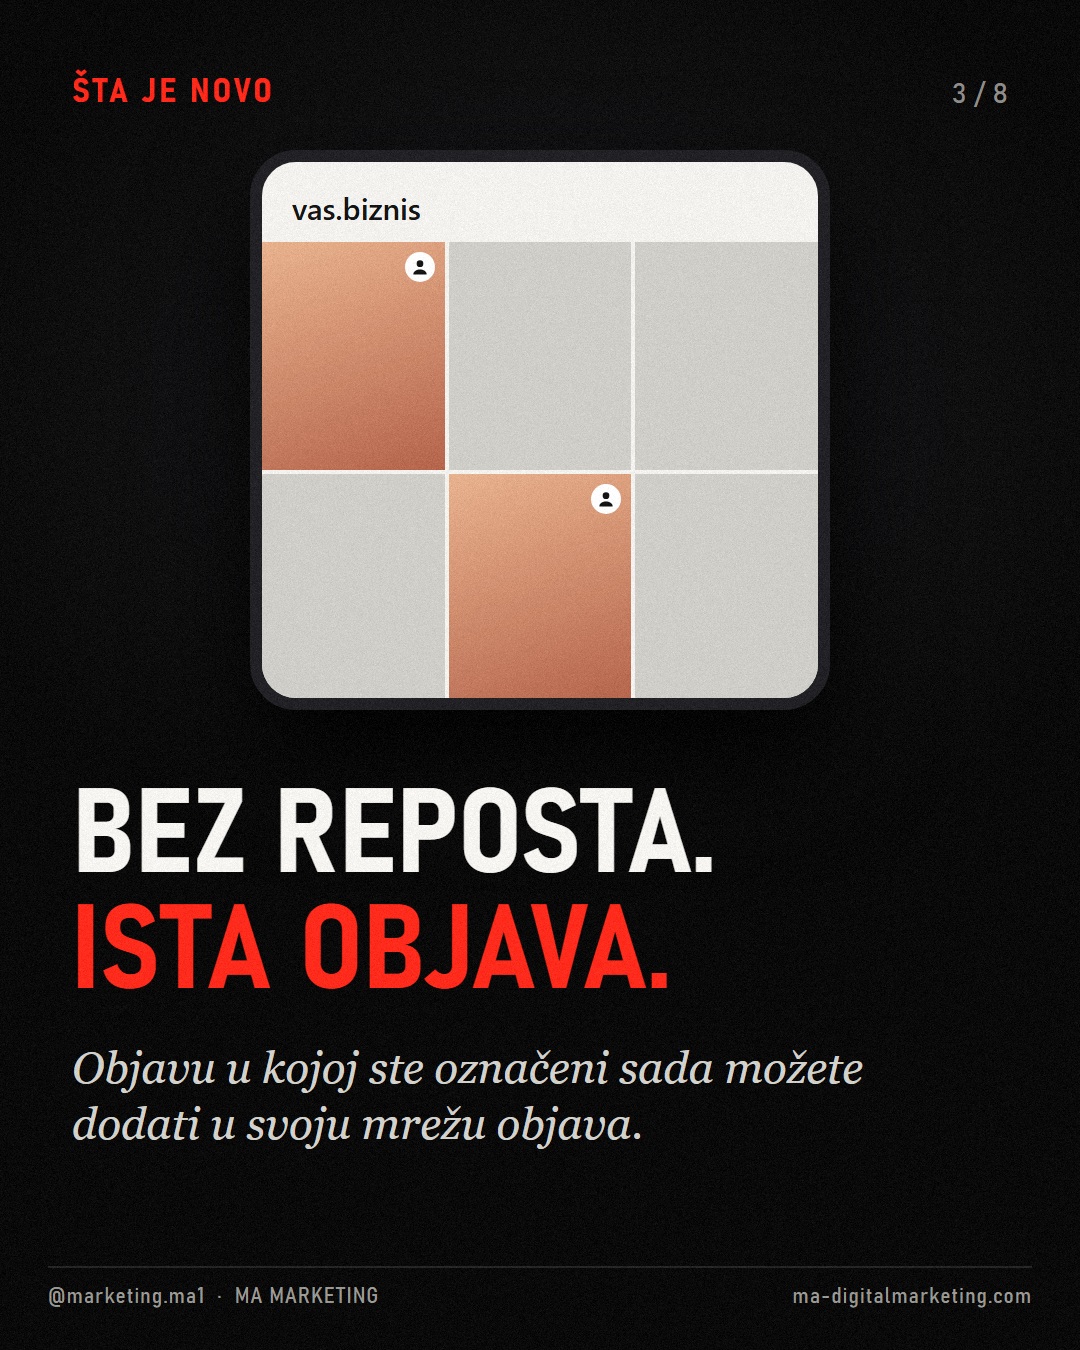 ŠTA JE NOVO
3 / 8
vas.biznis
BEZ REPOSTA.
ISTA OBJAVA.
Objavu u kojoj ste označeni sada možete
dodati u svoju mrežu objava.
@marketing.ma1 · MA MARKETING
ma-digitalmarketing.com